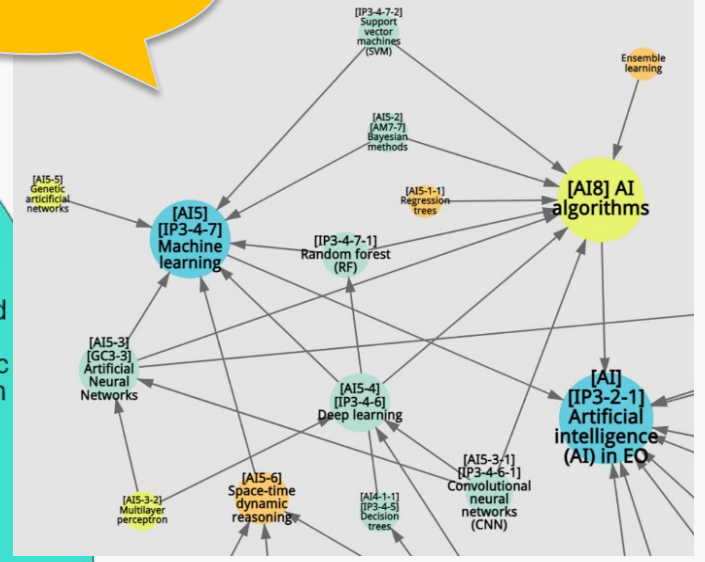 [IP3-4-7-2]
Support
vector
machines
(SVM)
Ensemble
learning
[AI5-2]
[AM7-7]
Bayesian
methods
[AI5-5]
Genetic
articificial
networks
[AI5-1-1]
Regression
trees
[AI8] AI
algorithms
[AI5]
[IP3-4-7]
Machine
learning
[IP3-4-7-1]
Random forest
(RF)
[AI5-3]
[GC3-3]
Artificial
Neural
Networks
[AI5-4]
[IP3-4-6]
Deep learning
[AI]
[IP3-2-1]
Artificial
intelligence
(AI) in EO
[AI5-3-1]
[IP3-4-6-1]
Convolutional
neural
networks
(CNN)
[AI5-6]
Space-time
dynamic
reasoning
[AI5-3-2]
Multilayer
perceptron
[AI4-1-1]
[IP3-4-5]
Decision
trees